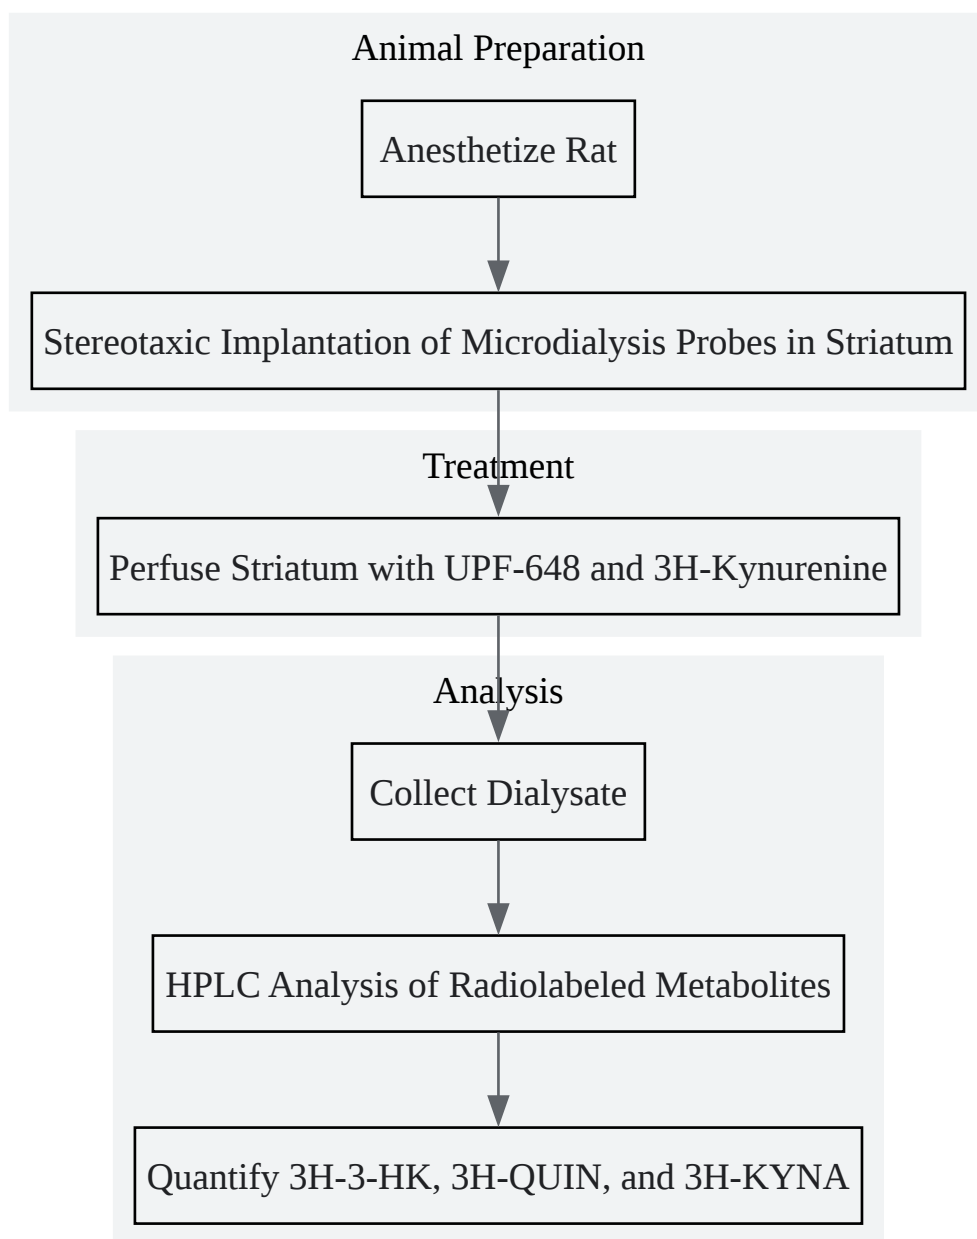 Animal Preparation
Anesthetize Rat
Stereotaxic Implantation of Microdialysis Probes in Striatum
Treatment
Perfuse Striatum with UPF-648 and 3H-Kynurenine
Analysis
Collect Dialysate
HPLC Analysis of Radiolabeled Metabolites
Quantify 3H-3-HK, 3H-QUIN, and 3H-KYNA